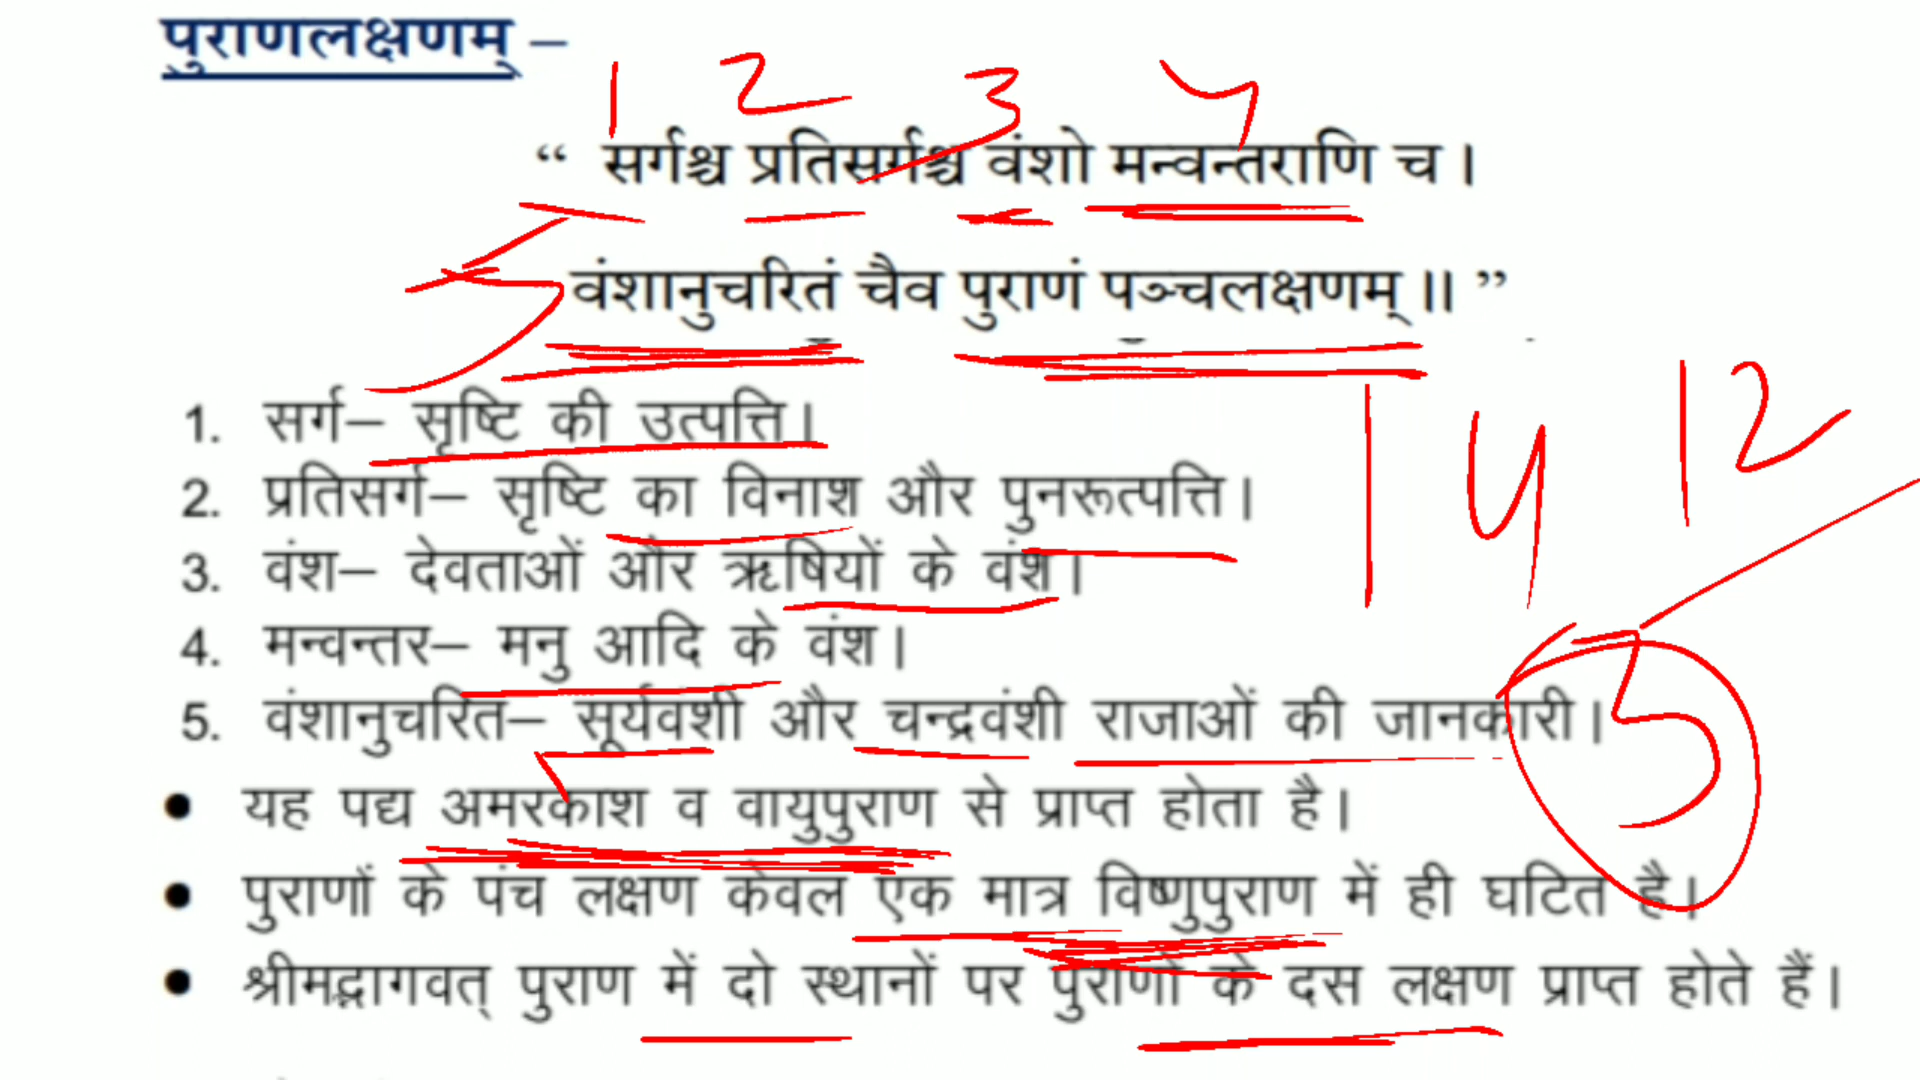 पुराणलक्षणम् –
1 2 3 4
“ सर्गश्च प्रतिसर्गश्च वंशो मन्वन्तराणि च ।
5 वंशानुचरितं चैव पुराणं पञ्चलक्षणम् ॥ ”
1. सर्ग– सृष्टि की उत्पत्ति।
2. प्रतिसर्ग– सृष्टि का विनाश और पुनरूत्पत्ति।
3. वंश– देवताओं और ऋषियों के वंश।
4. मन्वन्तर– मनु आदि के वंश।
5. वंशानुचरित– सूर्यवंशी और चन्द्रवंशी राजाओं की जानकारी।
14 12
5
● यह पद्य अमरकोश व वायुपुराण से प्राप्त होता है।
● पुराणों के पंच लक्षण केवल एक मात्र विष्णुपुराण में ही घटित है।
● श्रीमद्भागवत् पुराण में दो स्थानों पर पुराणों के दस लक्षण प्राप्त होते हैं।